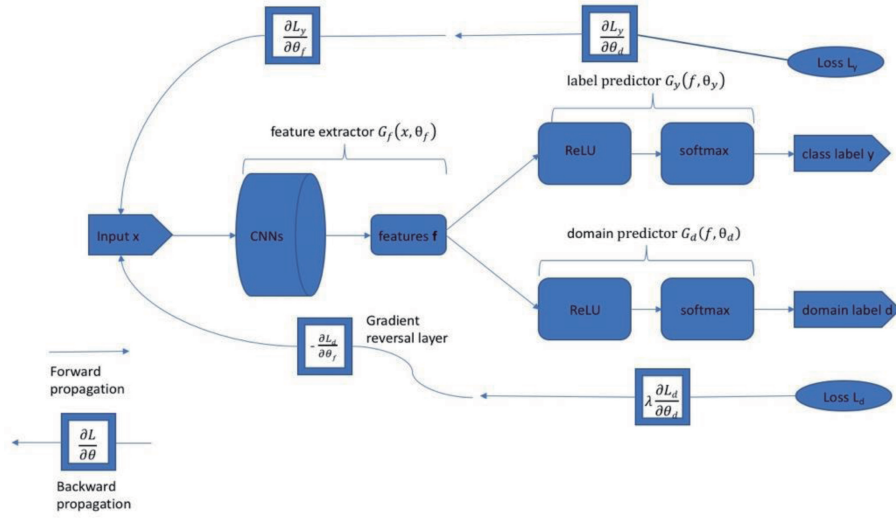 ∂L_y
∂θ_f
∂L_y
∂θ_d
Loss L_y
label predictor G_y(f, θ_y)
feature extractor G_f(x, θ_f)
ReLU
softmax
class label y
Input x
CNNs
features f
domain predictor G_d(f, θ_d)
ReLU
softmax
domain label d
Gradient
reversal layer
- ∂L_d
∂θ_f
Forward
propagation
λ ∂L_d
∂θ_d
Loss L_d
∂L
∂θ
Backward
propagation